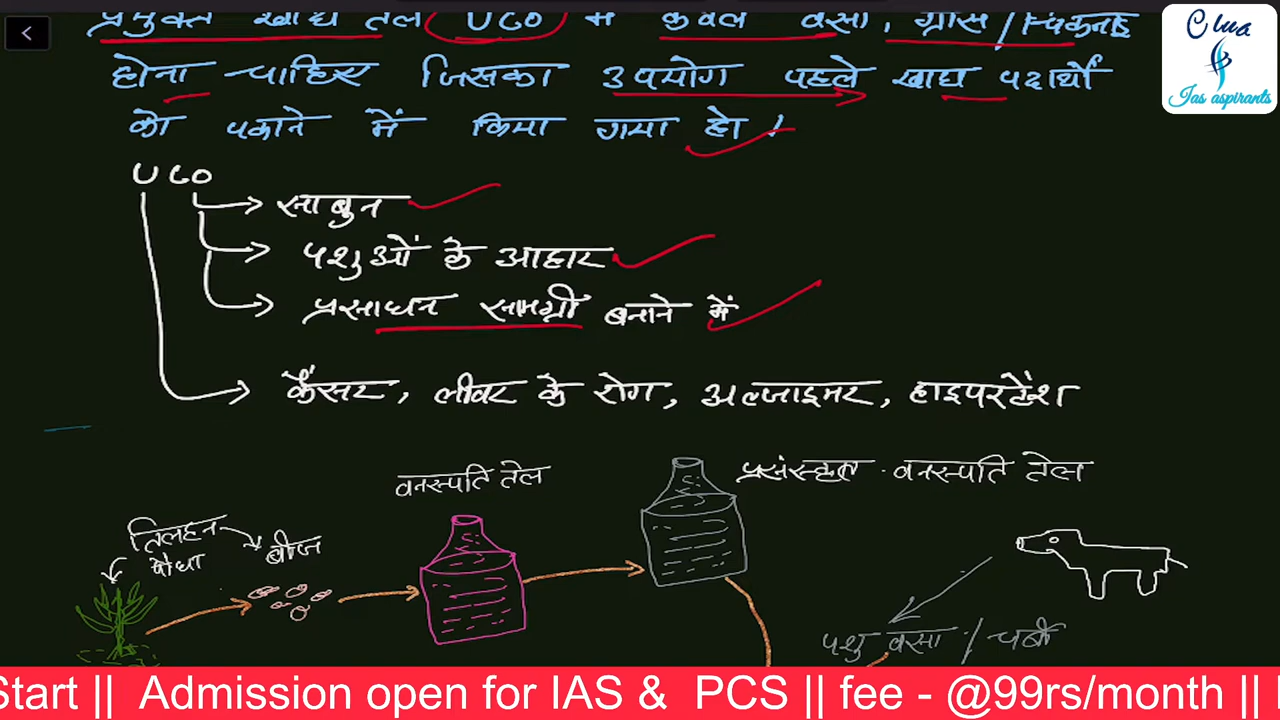 प्रयुक्त खाद्य तेल (UCO) में केवल वसा, ग्रीस/चिकनाई
होना चाहिए जिसका उपयोग पहले खाद्य पदार्थों
को पकाने में किया गया हो।
UCO
साबुन
पशुओं के आहार
प्रसाधन सामग्री बनाने में
कैंसर, लीवर के रोग, अल्जाइमर, हाइपरटेंश
वनस्पति तेल
प्रसंस्कृत वनस्पति तेल
तिलहन पौधा
बीज
पशु वसा / चर्बी
Clua
Ias aspirants
Start || Admission open for IAS & PCS || fee - @99rs/month ||